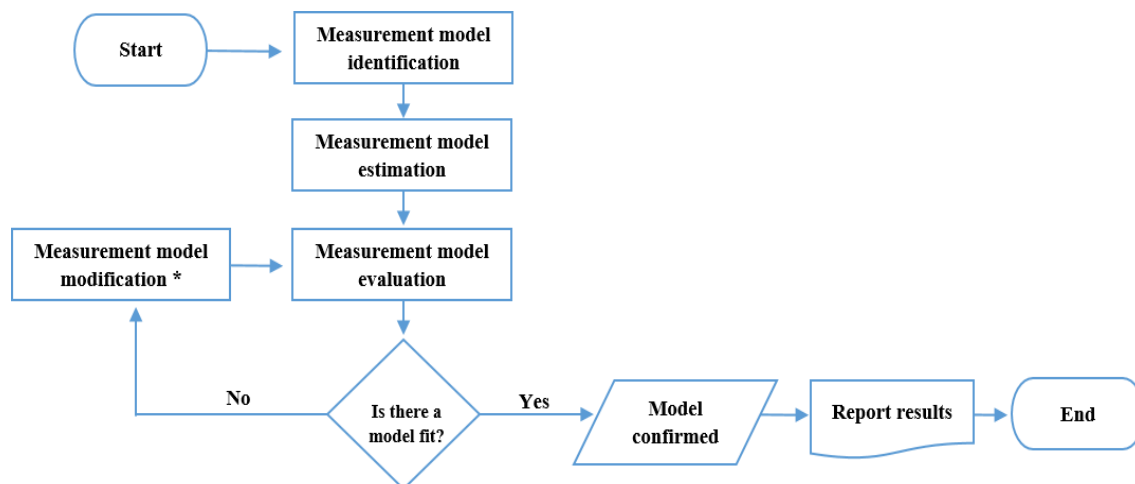 Start
Measurement model
identification
Measurement model
estimation
Measurement model
modification *
Measurement model
evaluation
No
Is there a
model fit?
Yes
Model
confirmed
Report results
End